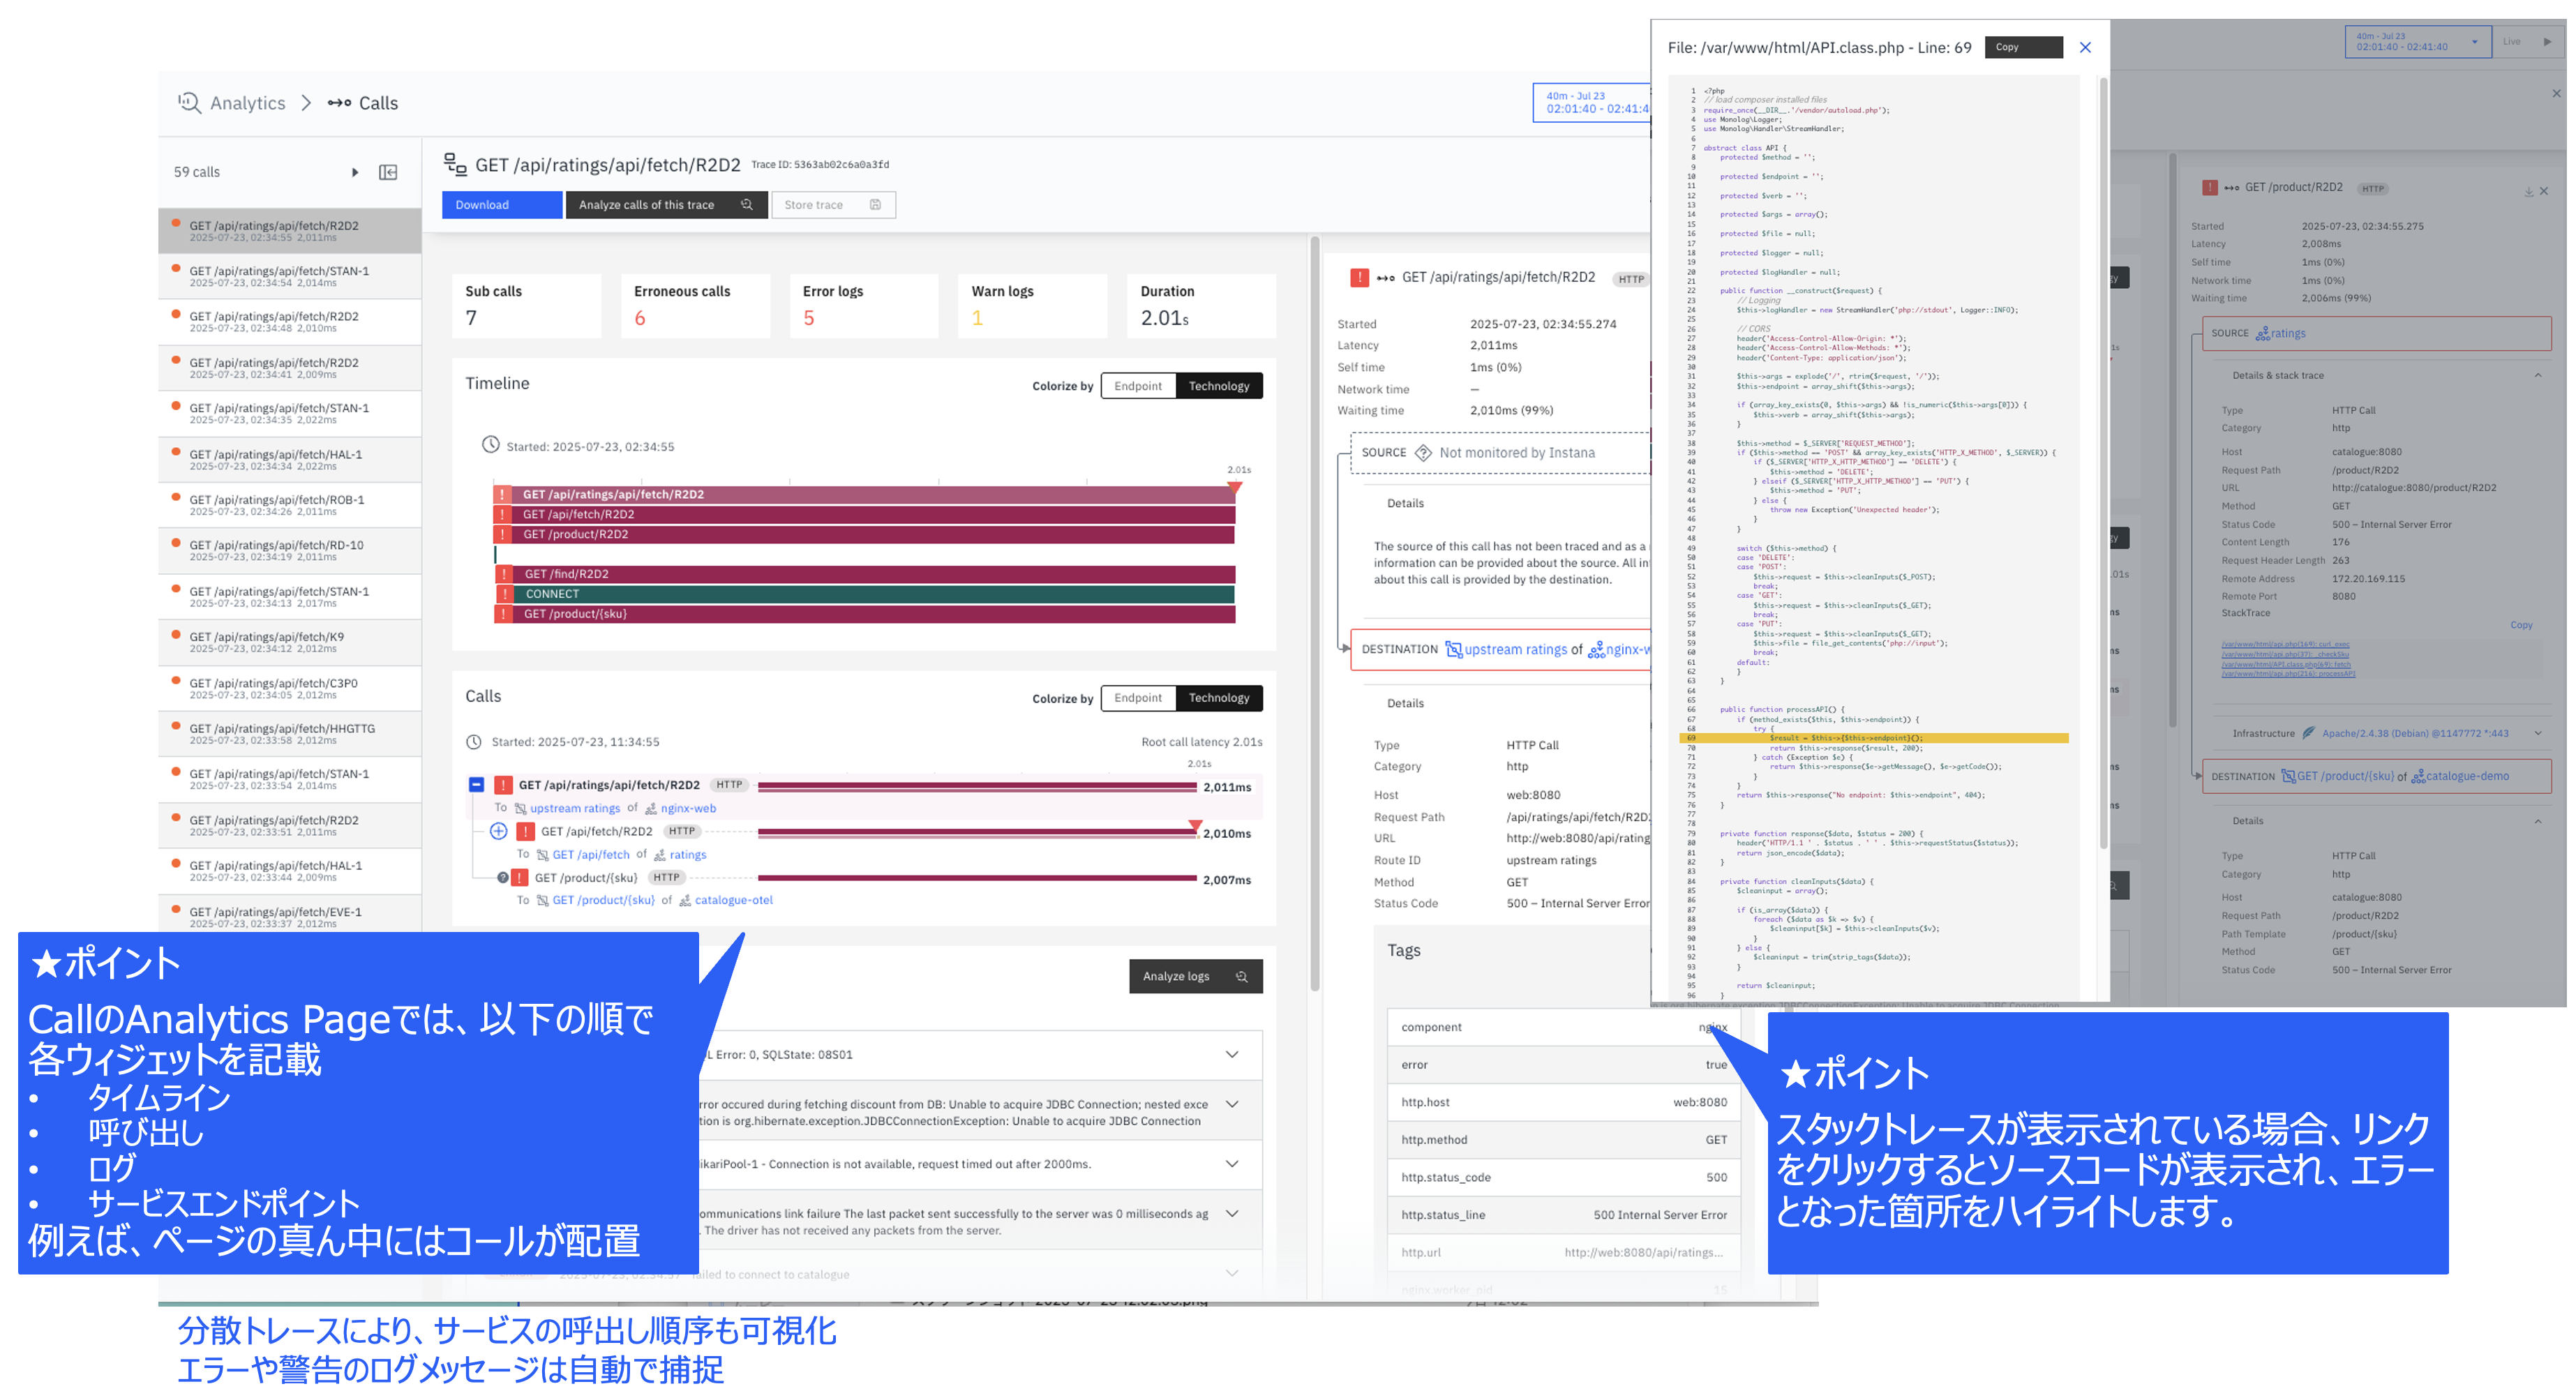 Analytics > Calls
40m - Jul 23
02:01:40 - 02:41:4
59 calls
GET /api/ratings/api/fetch/R2D2
2025-07-23, 02:34:55 2,011ms
GET /api/ratings/api/fetch/STAN-1
2025-07-23, 02:34:54 2,014ms
GET /api/ratings/api/fetch/R2D2
2025-07-23, 02:34:48 2,010ms
GET /api/ratings/api/fetch/R2D2
2025-07-23, 02:34:41 2,009ms
GET /api/ratings/api/fetch/STAN-1
2025-07-23, 02:34:35 2,022ms
GET /api/ratings/api/fetch/HAL-1
2025-07-23, 02:34:34 2,022ms
GET /api/ratings/api/fetch/ROB-1
2025-07-23, 02:34:26 2,011ms
GET /api/ratings/api/fetch/RD-10
2025-07-23, 02:34:19 2,011ms
GET /api/ratings/api/fetch/STAN-1
2025-07-23, 02:34:13 2,017ms
GET /api/ratings/api/fetch/K9
2025-07-23, 02:34:12 2,012ms
GET /api/ratings/api/fetch/C3P0
2025-07-23, 02:34:05 2,012ms
GET /api/ratings/api/fetch/HHGTTG
2025-07-23, 02:33:58 2,012ms
GET /api/ratings/api/fetch/STAN-1
2025-07-23, 02:33:54 2,014ms
GET /api/ratings/api/fetch/R2D2
2025-07-23, 02:33:51 2,011ms
GET /api/ratings/api/fetch/HAL-1
2025-07-23, 02:33:44 2,009ms
GET /api/ratings/api/fetch/EVE-1
2025-07-23, 02:33:37 2,012ms
GET /api/ratings/api/fetch/R2D2 Trace ID: 5363ab02c6a0a3fd
Download Analyze calls of this trace Store trace
Sub calls
7
Erroneous calls
6
Error logs
5
Warn logs
1
Duration
2.01s
Timeline
Colorize by Endpoint Technology
Started: 2025-07-23, 02:34:55
2.01s
GET /api/ratings/api/fetch/R2D2
GET /api/fetch/R2D2
GET /product/R2D2
GET /find/R2D2
CONNECT
GET /product/{sku}
Calls
Colorize by Endpoint Technology
Started: 2025-07-23, 11:34:55
Root call latency 2.01s
2.01s
GET /api/ratings/api/fetch/R2D2 HTTP 2,011ms
To upstream ratings of nginx-web
GET /api/fetch/R2D2 HTTP 2,010ms
To GET /api/fetch of ratings
GET /product/{sku} HTTP 2,007ms
To GET /product/{sku} of catalogue-otel
Analyze logs
L Error: 0, SQLState: 08S01
rror occured during fetching discount from DB: Unable to acquire JDBC Connection; nested exce
tion is org.hibernate.exception.JDBCConnectionException: Unable to acquire JDBC Connection
ikariPool-1 - Connection is not available, request timed out after 2000ms.
ommunications link failure The last packet sent successfully to the server was 0 milliseconds ag
. The driver has not received any packets from the server.
failed to connect to catalogue
GET /api/ratings/api/fetch/R2D2 HTTP
Started 2025-07-23, 02:34:55.274
Latency 2,011ms
Self time 1ms (0%)
Network time —
Waiting time 2,010ms (99%)
SOURCE Not monitored by Instana
Details
The source of this call has not been traced and as a
information can be provided about the source. All in
about this call is provided by the destination.
DESTINATION upstream ratings of nginx-w
Details
Type HTTP Call
Category http
Host web:8080
Request Path /api/ratings/api/fetch/R2D
URL http://web:8080/api/rating
Route ID upstream ratings
Method GET
Status Code 500 – Internal Server Error
Tags
component nginx
error true
http.host web:8080
http.method GET
http.status_code 500
http.status_line 500 Internal Server Error
http.url http://web:8080/api/ratings...
nginx.worker_pid 15
File: /var/www/html/API.class.php - Line: 69 Copy
1 <?php
2 // load composer installed files
3 require_once(__DIR__.'/vendor/autoload.php');
4 use Monolog\Logger;
5 use Monolog\Handler\StreamHandler;
6
7 abstract class API {
8 protected $method = '';
9
10 protected $endpoint = '';
11
12 protected $verb = '';
13
14 protected $args = array();
15
16 protected $file = null;
17
18 protected $logger = null;
19
20 protected $logHandler = null;
21
22 public function __construct($request) {
23 // Logging
24 $this->logHandler = new StreamHandler('php://stdout', Logger::INFO);
25
26 // CORS
27 header('Access-Control-Allow-Origin: *');
28 header('Access-Control-Allow-Methods: *');
29 header('Content-Type: application/json');
30
31 $this->args = explode('/', rtrim($request, '/'));
32 $this->endpoint = array_shift($this->args);
33
34 if (array_key_exists(0, $this->args) && !is_numeric($this->args[0])) {
35 $this->verb = array_shift($this->args);
36 }
37
38 $this->method = $_SERVER['REQUEST_METHOD'];
39 if ($this->method == 'POST' && array_key_exists('HTTP_X_HTTP_METHOD', $_SERVER)) {
40 if ($_SERVER['HTTP_X_HTTP_METHOD'] == 'DELETE') {
41 $this->method = 'DELETE';
42 } elseif ($_SERVER['HTTP_X_HTTP_METHOD'] == 'PUT') {
43 $this->method = 'PUT';
44 } else {
45 throw new Exception('Unexpected header');
46 }
47 }
48
49 switch ($this->method) {
50 case 'DELETE':
51 case 'POST':
52 $this->request = $this->cleanInputs($_POST);
53 break;
54 case 'GET':
55 $this->request = $this->cleanInputs($_GET);
56 break;
57 case 'PUT':
58 $this->request = $this->cleanInputs($_GET);
59 $this->file = file_get_contents('php://input');
60 break;
61 default:
62 }
63 }
64
65
66 public function processAPI() {
67 if (method_exists($this, $this->endpoint)) {
68 try {
69 $result = $this->{$this->endpoint}();
70 return $this->response($result, 200);
71 } catch (Exception $e) {
72 return $this->response($e->getMessage(), $e->getCode());
73 }
74 }
75 return $this->response("No endpoint: $this->endpoint", 404);
76 }
77
78
79 private function response($data, $status = 200) {
80 header('HTTP/1.1 ' . $status . ' ' . $this->requestStatus($status));
81 return json_encode($data);
82 }
83
84 private function cleanInputs($data) {
85 $cleaninput = array();
86
87 if (is_array($data)) {
88 foreach ($data as $k => $v) {
89 $cleaninput[$k] = $this->cleanInputs($v);
90 }
91 } else {
92 $cleaninput = trim(strip_tags($data));
93 }
94
95 return $cleaninput;
96 }
40m - Jul 23
02:01:40 - 02:41:40
Live
GET /product/R2D2 HTTP
Started 2025-07-23, 02:34:55.275
Latency 2,008ms
Self time 1ms (0%)
Network time 1ms (0%)
Waiting time 2,006ms (99%)
SOURCE ratings
Details & stack trace
Type HTTP Call
Category http
Host catalogue:8080
Request Path /product/R2D2
URL http://catalogue:8080/product/R2D2
Method GET
Status Code 500 – Internal Server Error
Content Length 176
Request Header Length 263
Remote Address 172.20.169.115
Remote Port 8080
StackTrace
Copy
/var/www/html/api.php(169): curl_exec
/var/www/html/api.php(37): _checkSku
/var/www/html/API.class.php(69): fetch
/var/www/html/api.php(216): processAPI
Infrastructure Apache/2.4.38 (Debian) @1147772 *:443
DESTINATION GET /product/{sku} of catalogue-demo
Details
Type HTTP Call
Category http
Host catalogue:8080
Request Path /product/R2D2
Path Template /product/{sku}
Method GET
Status Code 500 – Internal Server Error
★ポイント
CallのAnalytics Pageでは、以下の順で
各ウィジェットを記載
• タイムライン
• 呼び出し
• ログ
• サービスエンドポイント
例えば、ページの真ん中にはコールが配置
★ポイント
スタックトレースが表示されている場合、リンク
をクリックするとソースコードが表示され、エラー
となった箇所をハイライトします。
分散トレースにより、サービスの呼出し順序も可視化
エラーや警告のログメッセージは自動で捕捉